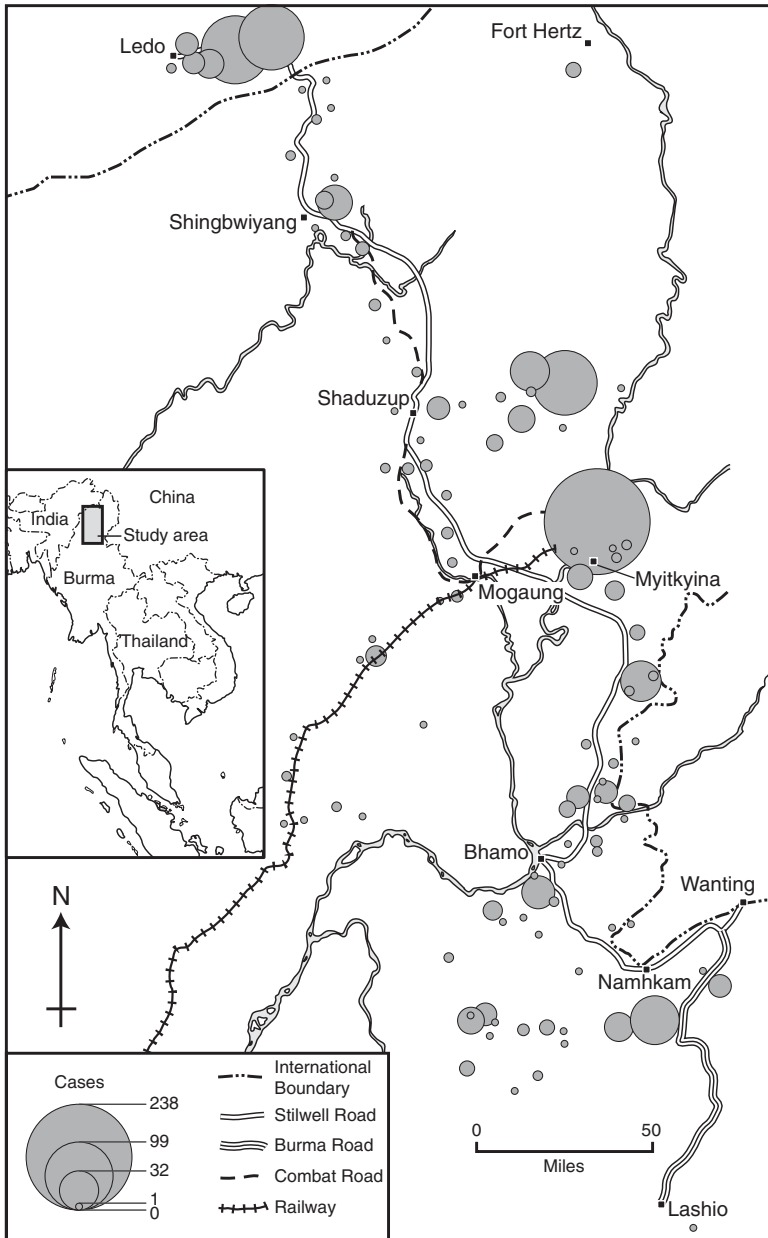 Ledo
Fort Hertz
Shingbwiyang
Shaduzup
China
India
Study area
Burma
Thailand
Myitkyina
Mogaung
Bhamo
Wanting
Namhkam
N
Cases
238
99
32
1
0
International
Boundary
Stilwell Road
Burma Road
Combat Road
Railway
0
50
Miles
Lashio